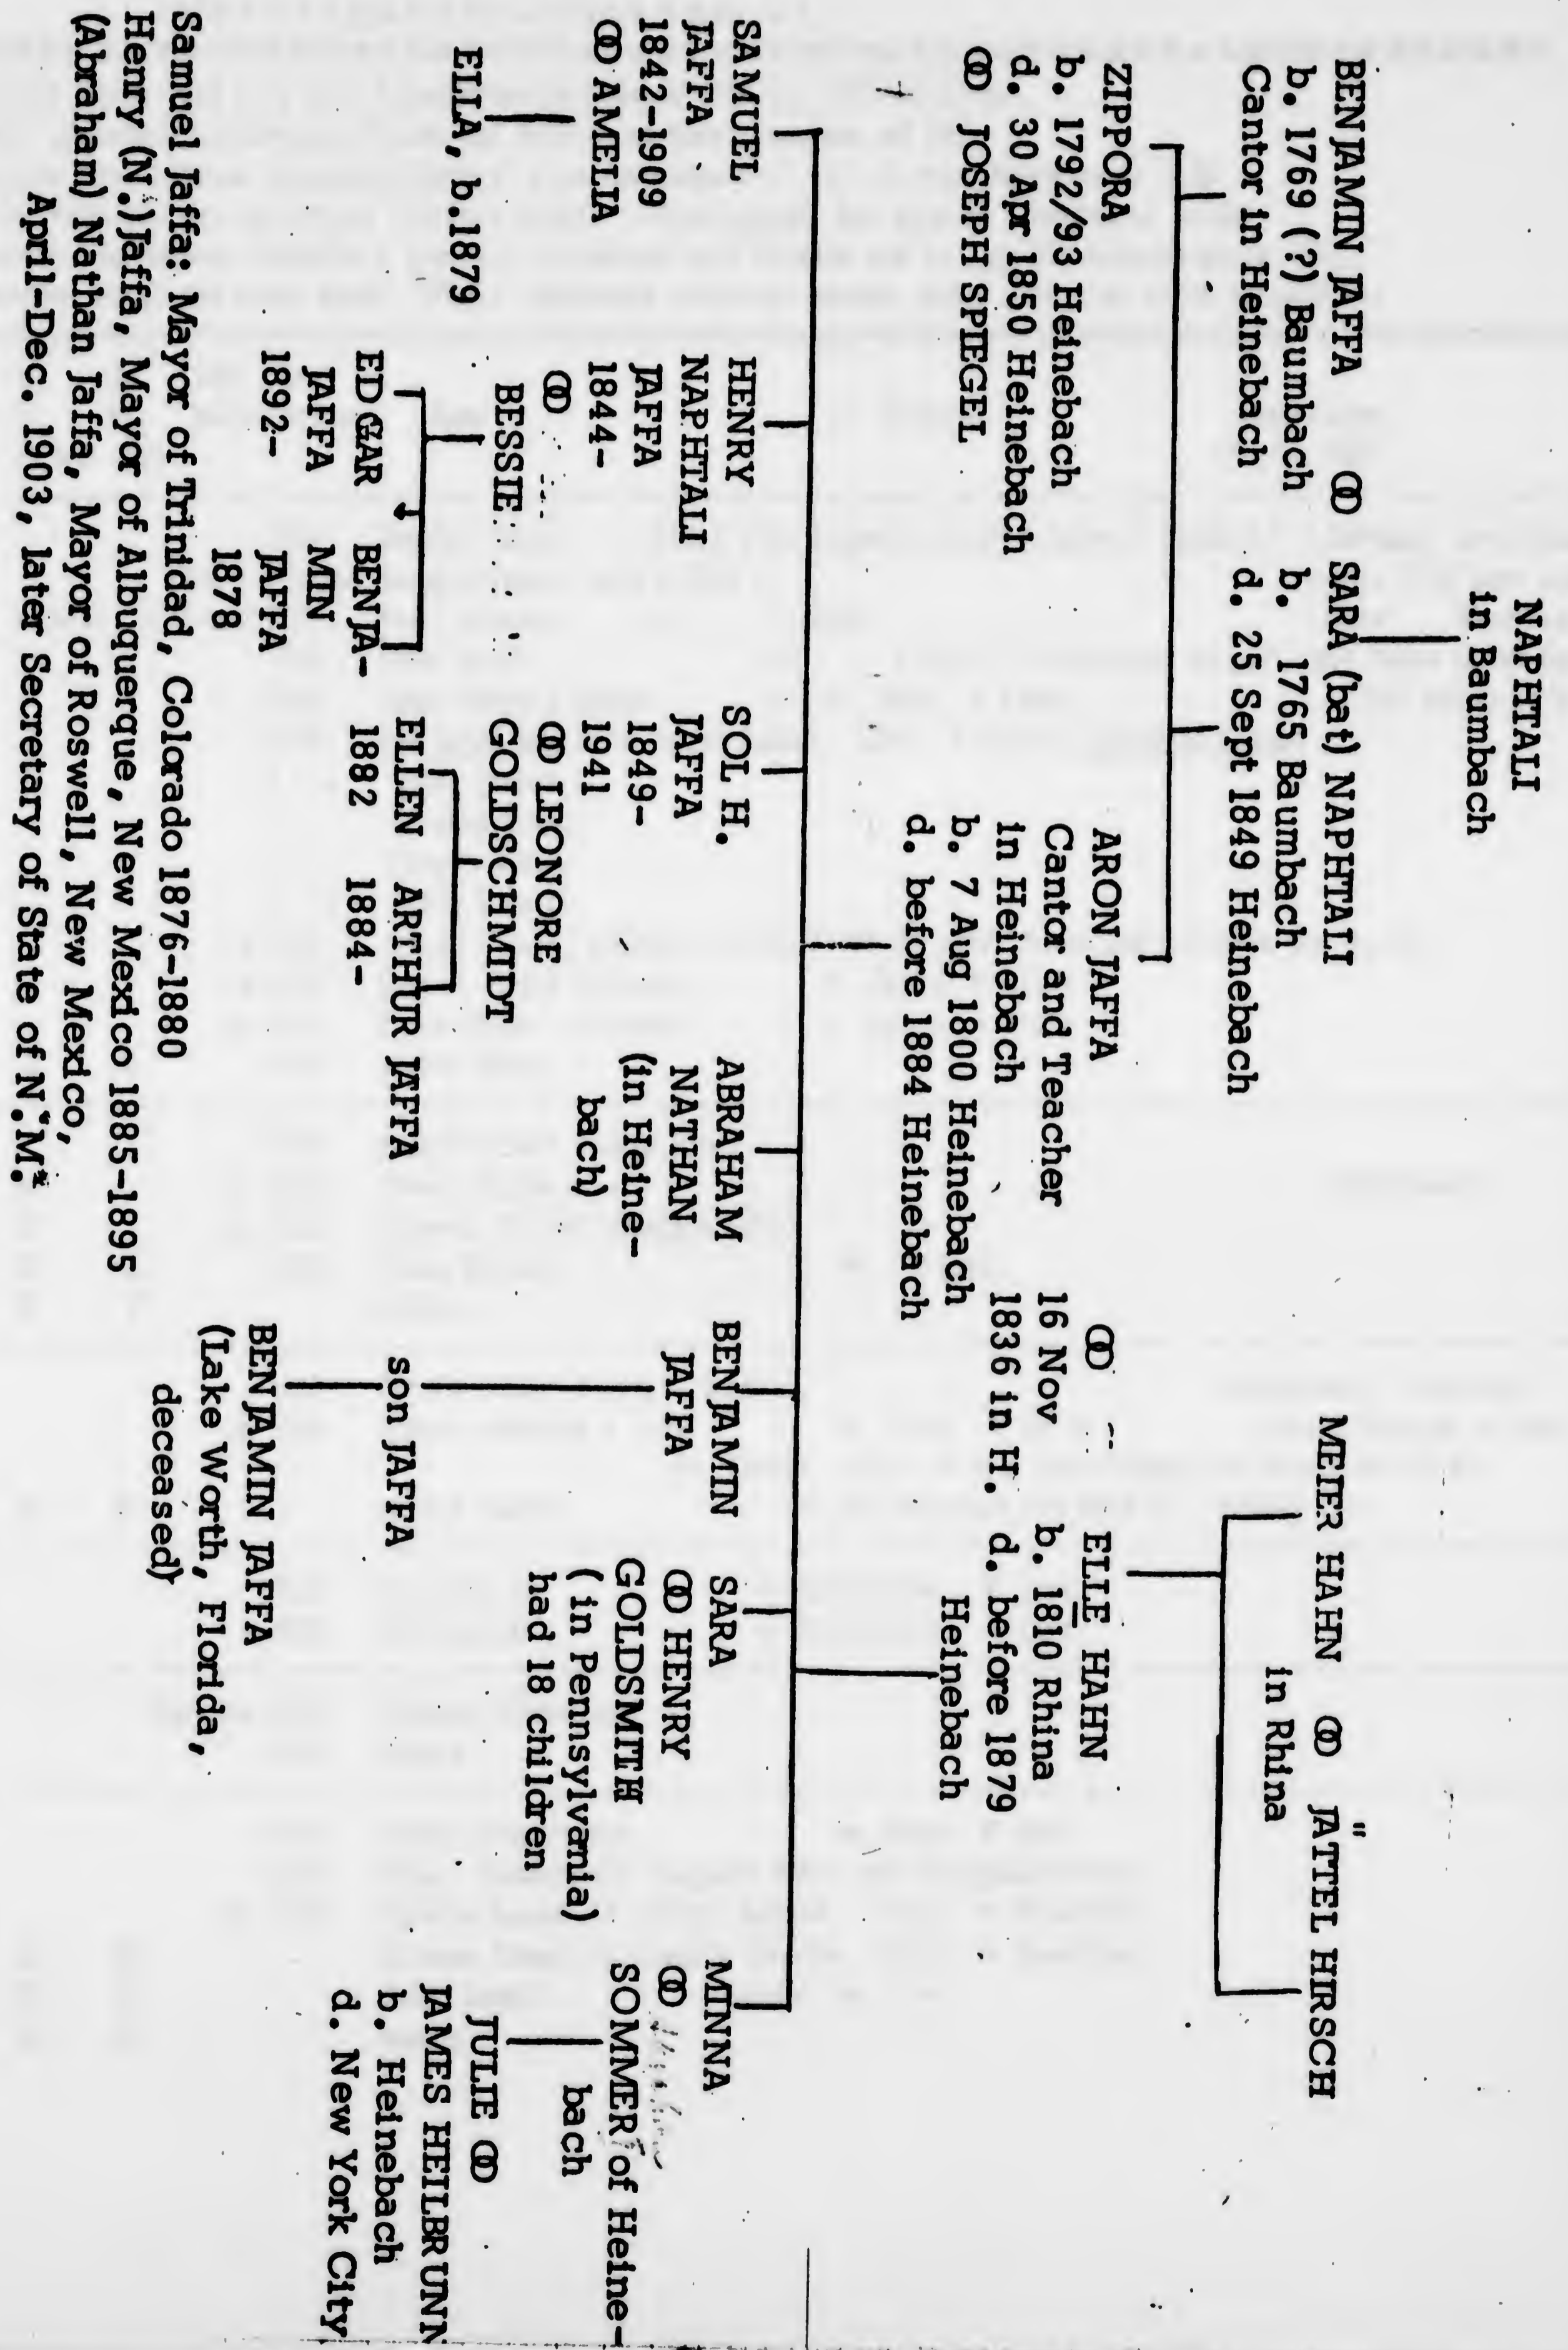 NAPHTALI
in Baumbach
BENJAMIN JAFFA ⚭ SARA (bat) NAPHTALI
b. 1769 (?) Baumbach b. 1765 Baumbach
Cantor in Heinebach d. 25 Sept 1849 Heinebach
MEIER HAHN ⚭ JÄTTEL HIRSCH
in Rhina
ZIPPORA
b. 1792/93 Heinebach
d. 30 Apr 1850 Heinebach
⚭ JOSEPH SPIEGEL
ARON JAFFA
Cantor and Teacher
in Heinebach
b. 7 Aug 1800 Heinebach
d. before 1884 Heinebach
⚭
16 Nov
1836 in H.
ELLE HAHN
b. 1810 Rhina
d. before 1879
Heinebach
SAMUEL
JAFFA
1842-1909
⚭ AMELIA
ELLA, b.1879
HENRY
NAPHTALI
JAFFA
1844-
⚭
BESSIE
EDGAR
JAFFA
1892-
BENJA-
MIN
JAFFA
1878
SOL H.
JAFFA
1849-
1941
⚭ LEONORE
GOLDSCHMIDT
ELLEN ARTHUR JAFFA
1882 1884-
ABRAHAM
NATHAN
(in Heine-
bach)
BENJAMIN
JAFFA
son JAFFA
BENJAMIN JAFFA
(Lake Worth, Florida,
deceased)
SARA
⚭ HENRY
GOLDSMITH
( in Pennsylvania)
had 18 children
MINNA
⚭
SOMMER of Heine-
bach
JULIE ⚭
JAMES HEILBRUNN
b. Heinebach
d. New York City
Samuel Jaffa: Mayor of Trinidad, Colorado 1876-1880
Henry (N.) Jaffa, Mayor of Albuquerque, New Mexico 1885-1895
(Abraham) Nathan Jaffa, Mayor of Roswell, New Mexico,
April-Dec. 1903, later Secretary of State of N.M.